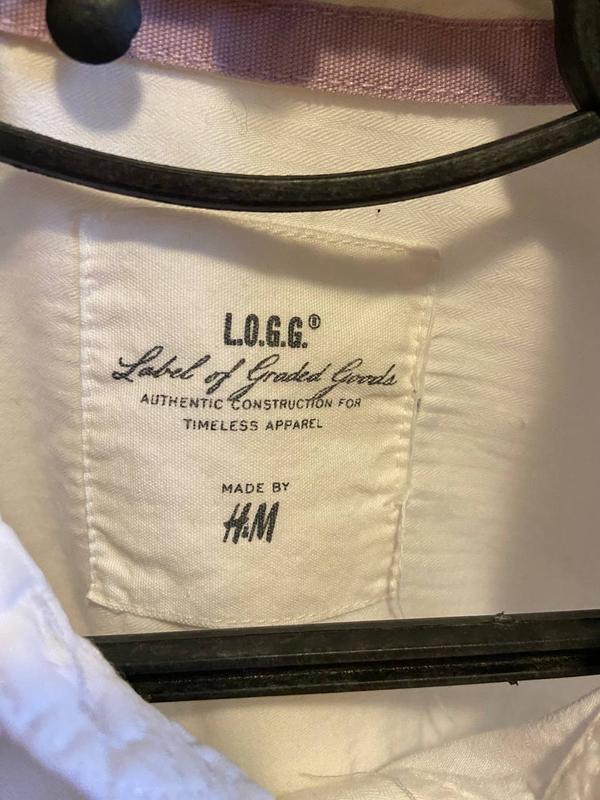 L.O.G.G.®
Label of Graded Goods
AUTHENTIC CONSTRUCTION FOR
TIMELESS APPAREL
MADE BY
H&M